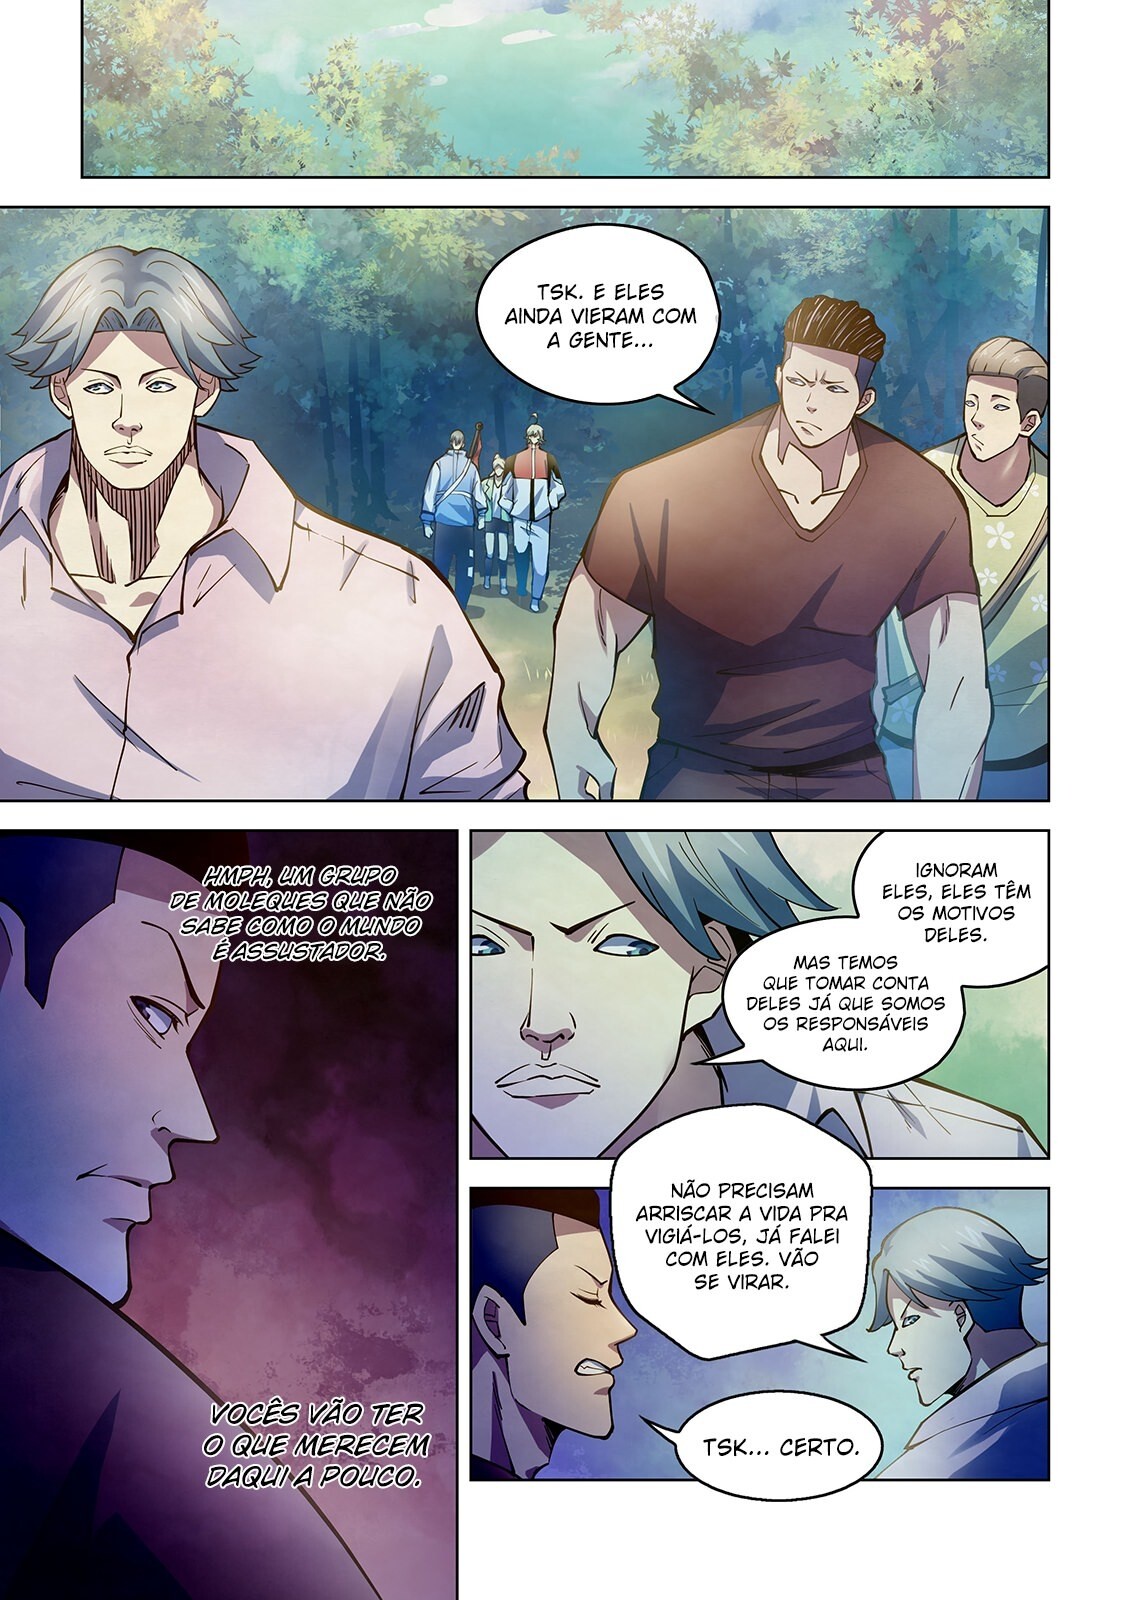 TSK. E ELES
AINDA VIERAM COM
A GENTE...
IGNORAM
ELES, ELES TÊM
OS MOTIVOS
DELES.
MAS TEMOS
QUE TOMAR CONTA
DELES JÁ QUE SOMOS
OS RESPONSÁVEIS
AQUI.
NÃO PRECISAM
ARRISCAR A VIDA PRA
VIGIÁ-LOS, JÁ FALEI
COM ELES. VÃO
SE VIRAR.
TSK... CERTO.
HMPH, UM GRUPO
DE MOLEQUES QUE NÃO
SABE COMO O MUNDO
É ASSUSTADOR.
VOCÊS VÃO TER
O QUE MERECEM
DAQUI A POUCO.